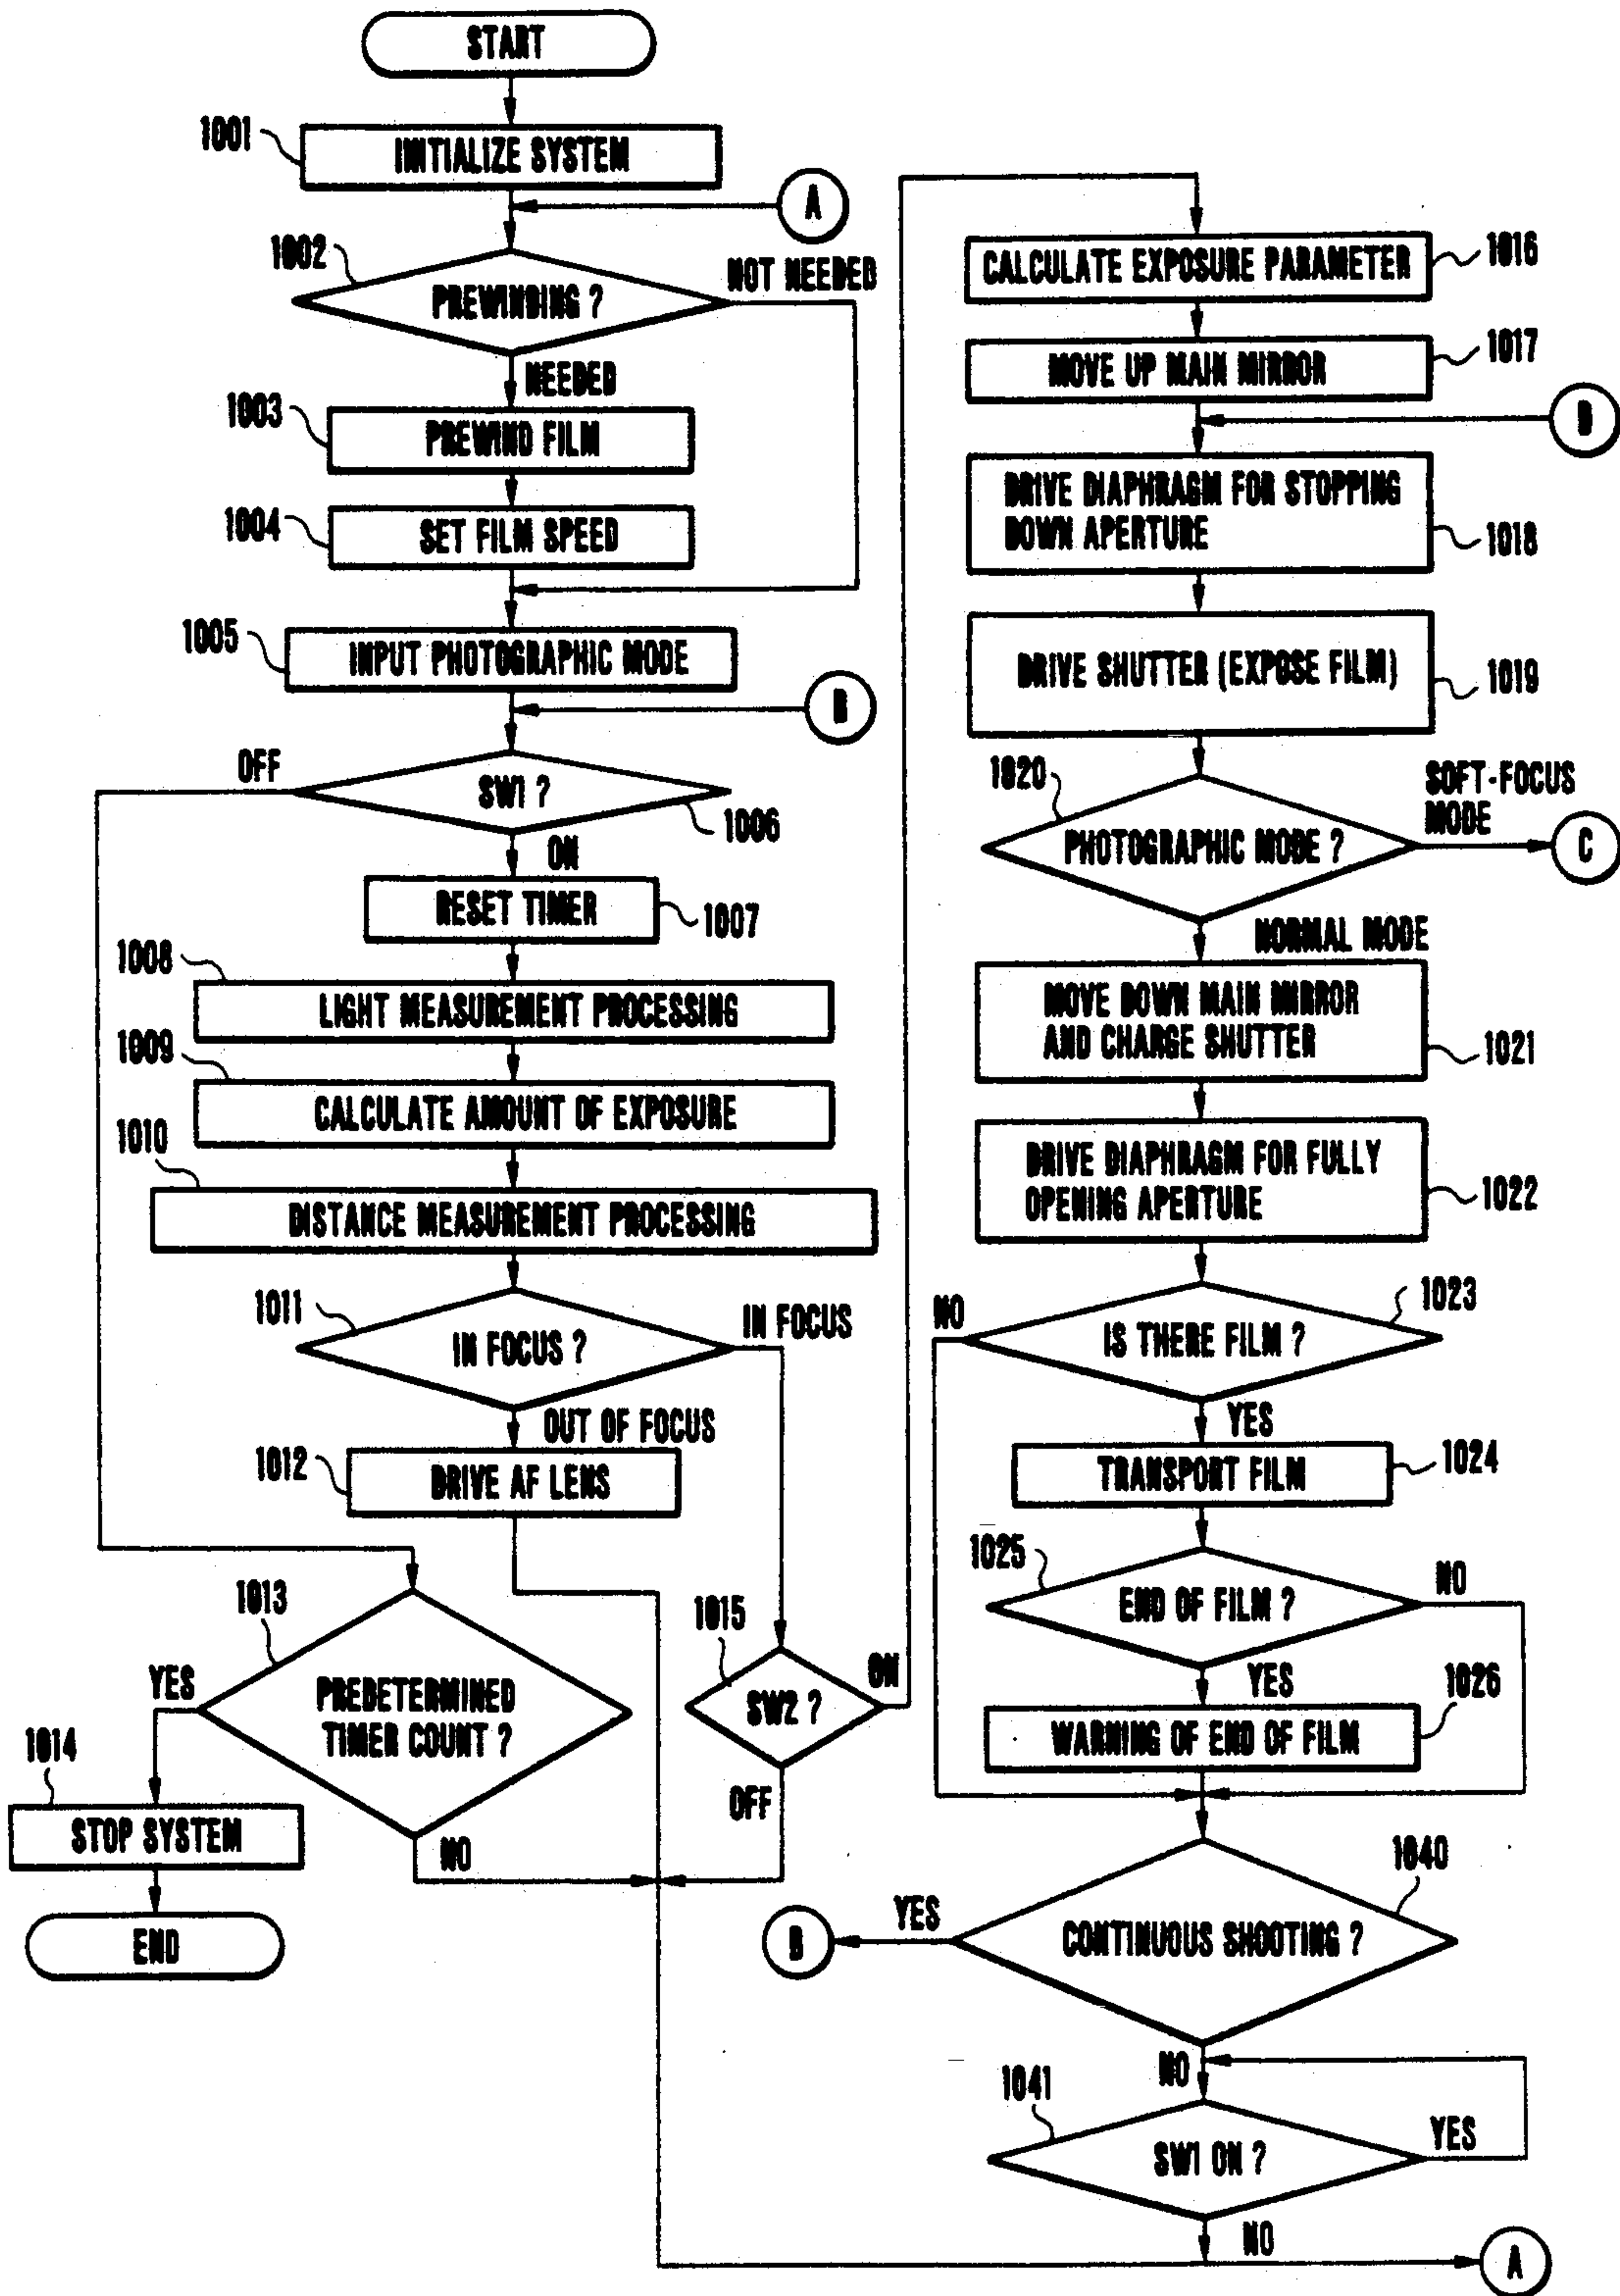 START
1001
INITIALIZE SYSTEM
A
1002
PREWINDING ?
NOT NEEDED
NEEDED
1003
PREWIND FILM
1004
SET FILM SPEED
1005
INPUT PHOTOGRAPHIC MODE
B
OFF
SW1 ?
1006
ON
RESET TIMER
1007
1008
LIGHT MEASUREMENT PROCESSING
1009
CALCULATE AMOUNT OF EXPOSURE
1010
DISTANCE MEASUREMENT PROCESSING
1011
IN FOCUS ?
IN FOCUS
OUT OF FOCUS
1012
DRIVE AF LENS
1013
YES
PREDETERMINED
TIMER COUNT ?
NO
1014
STOP SYSTEM
END
1015
SW2 ?
ON
OFF
CALCULATE EXPOSURE PARAMETER
1016
MOVE UP MAIN MIRROR
1017
D
DRIVE DIAPHRAGM FOR STOPPING
DOWN APERTURE
1018
DRIVE SHUTTER (EXPOSE FILM)
1019
1020
PHOTOGRAPHIC MODE ?
SOFT-FOCUS
MODE
C
NORMAL MODE
MOVE DOWN MAIN MIRROR
AND CHARGE SHUTTER
1021
DRIVE DIAPHRAGM FOR FULLY
OPENING APERTURE
1022
NO
IS THERE FILM ?
1023
YES
TRANSPORT FILM
1024
1025
END OF FILM ?
NO
YES
WARNING OF END OF FILM
1026
1040
CONTINUOUS SHOOTING ?
YES
B
NO
1041
SW1 ON ?
YES
NO
A